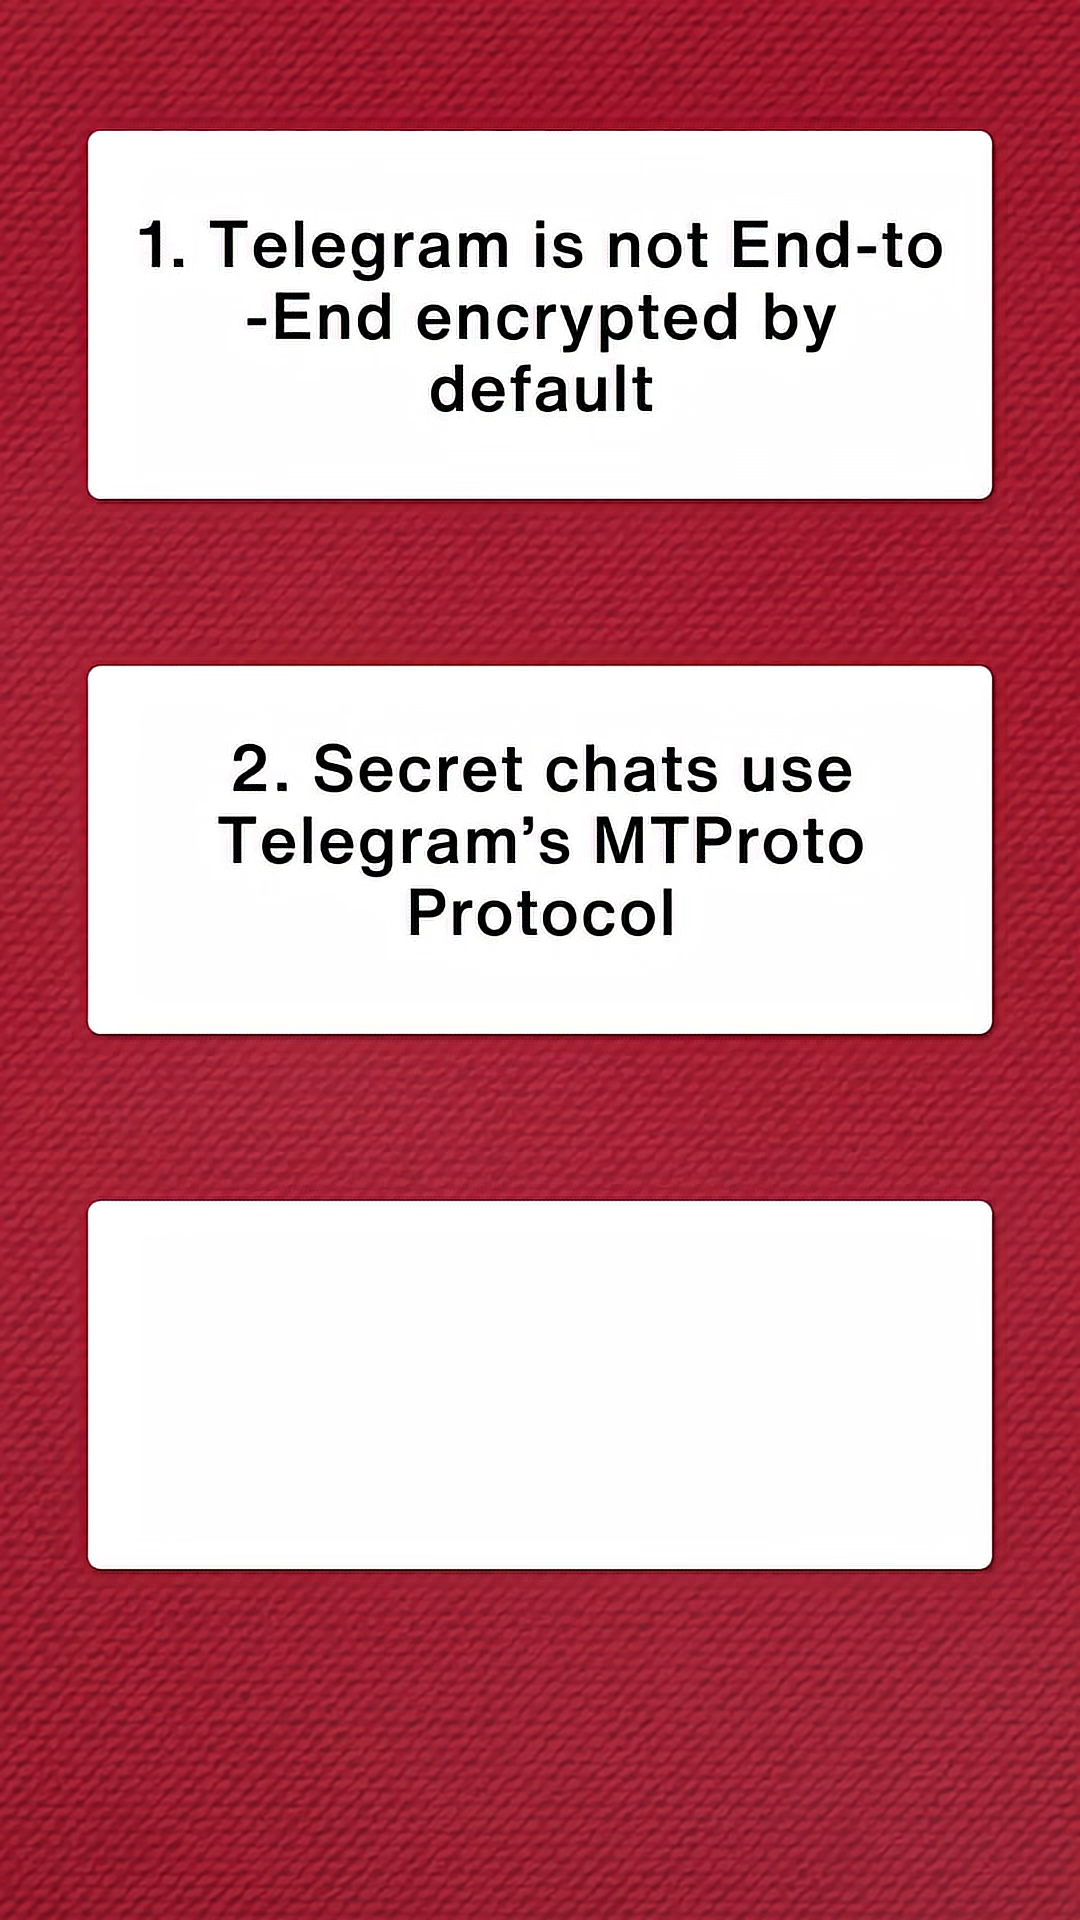 1. Telegram is not End-to
-End encrypted by
default
2. Secret chats use
Telegram’s MTProto
Protocol